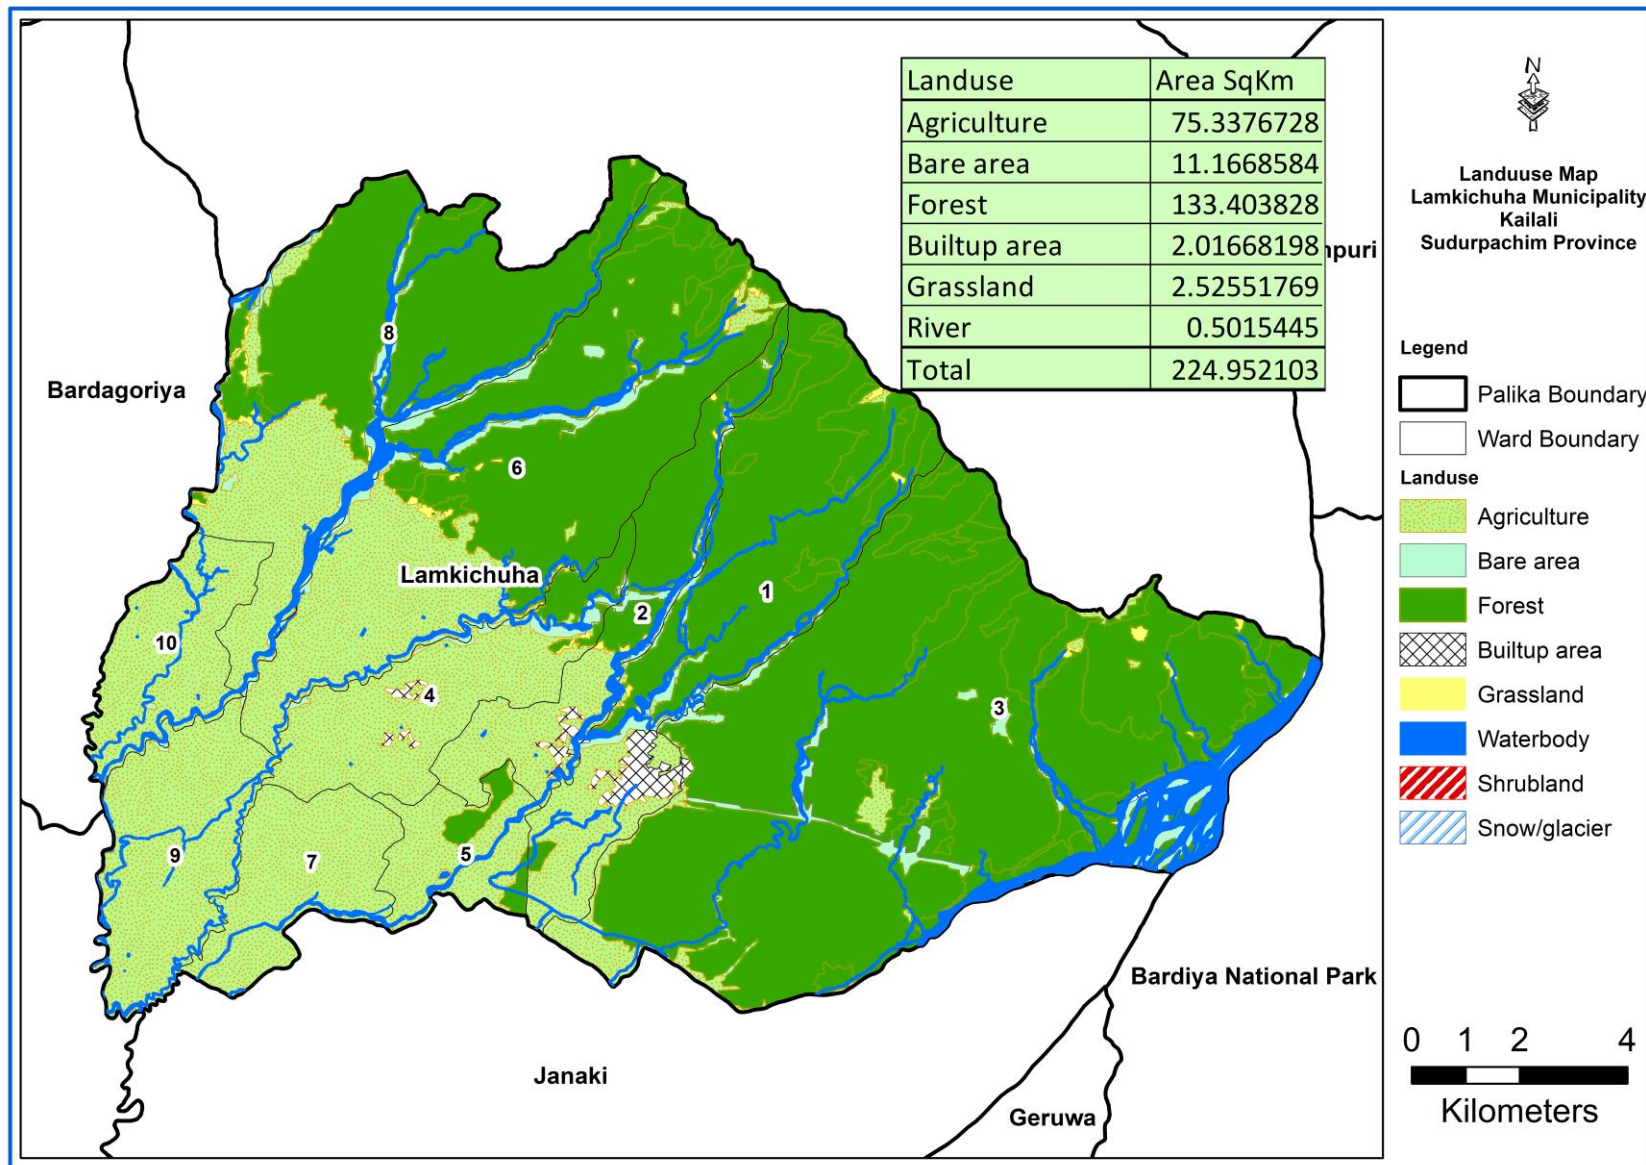 Landuse Area SqKm
Agriculture 75.3376728
Bare area 11.1668584
Forest 133.403828
Builtup area 2.01668198
Grassland 2.52551769
River 0.5015445
Total 224.952103
N
Landuuse Map
Lamkichuha Municipality
Kailali
Sudurpachim Province
npuri
Legend
Palika Boundary
Ward Boundary
Landuse
Agriculture
Bare area
Forest
Builtup area
Grassland
Waterbody
Shrubland
Snow/glacier
8
Bardagoriya
6
Lamkichuha
1
2
10
4
3
9
7
5
Bardiya National Park
Janaki
Geruwa
0 1 2 4
Kilometers